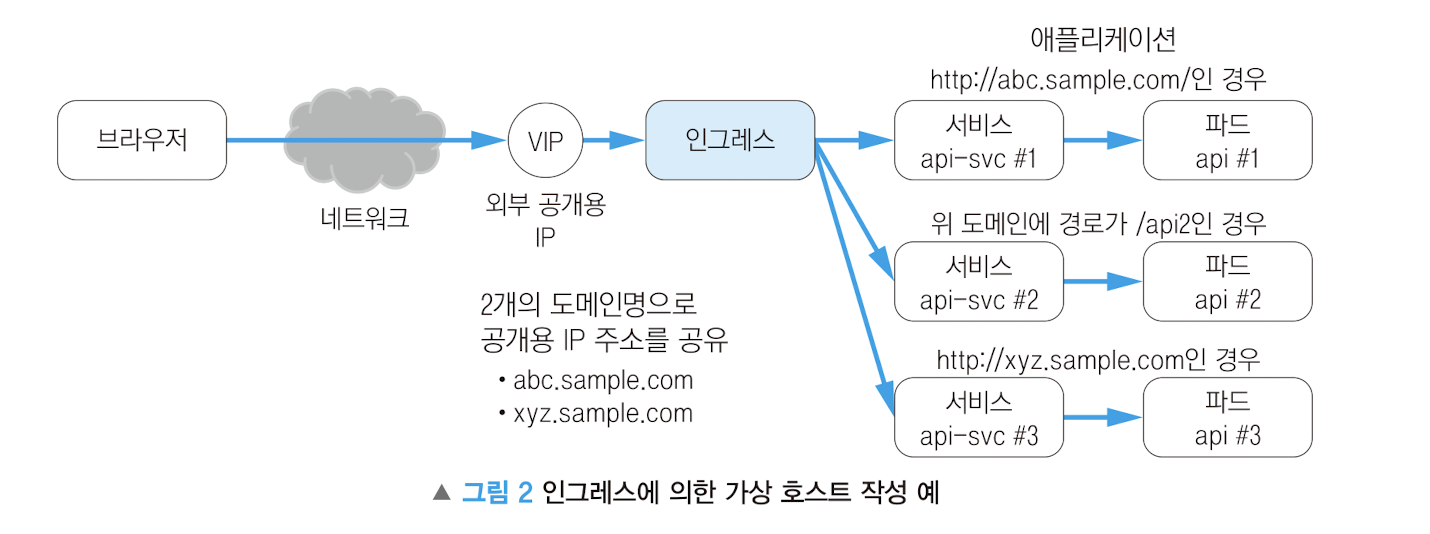 애플리케이션
http://abc.sample.com/인 경우
브라우저
네트워크
VIP
외부 공개용
IP
인그레스
서비스
api-svc #1
파드
api #1
위 도메인에 경로가 /api2인 경우
서비스
api-svc #2
파드
api #2
2개의 도메인명으로
공개용 IP 주소를 공유
• abc.sample.com
• xyz.sample.com
http://xyz.sample.com인 경우
서비스
api-svc #3
파드
api #3
▲ 그림 2 인그레스에 의한 가상 호스트 작성 예